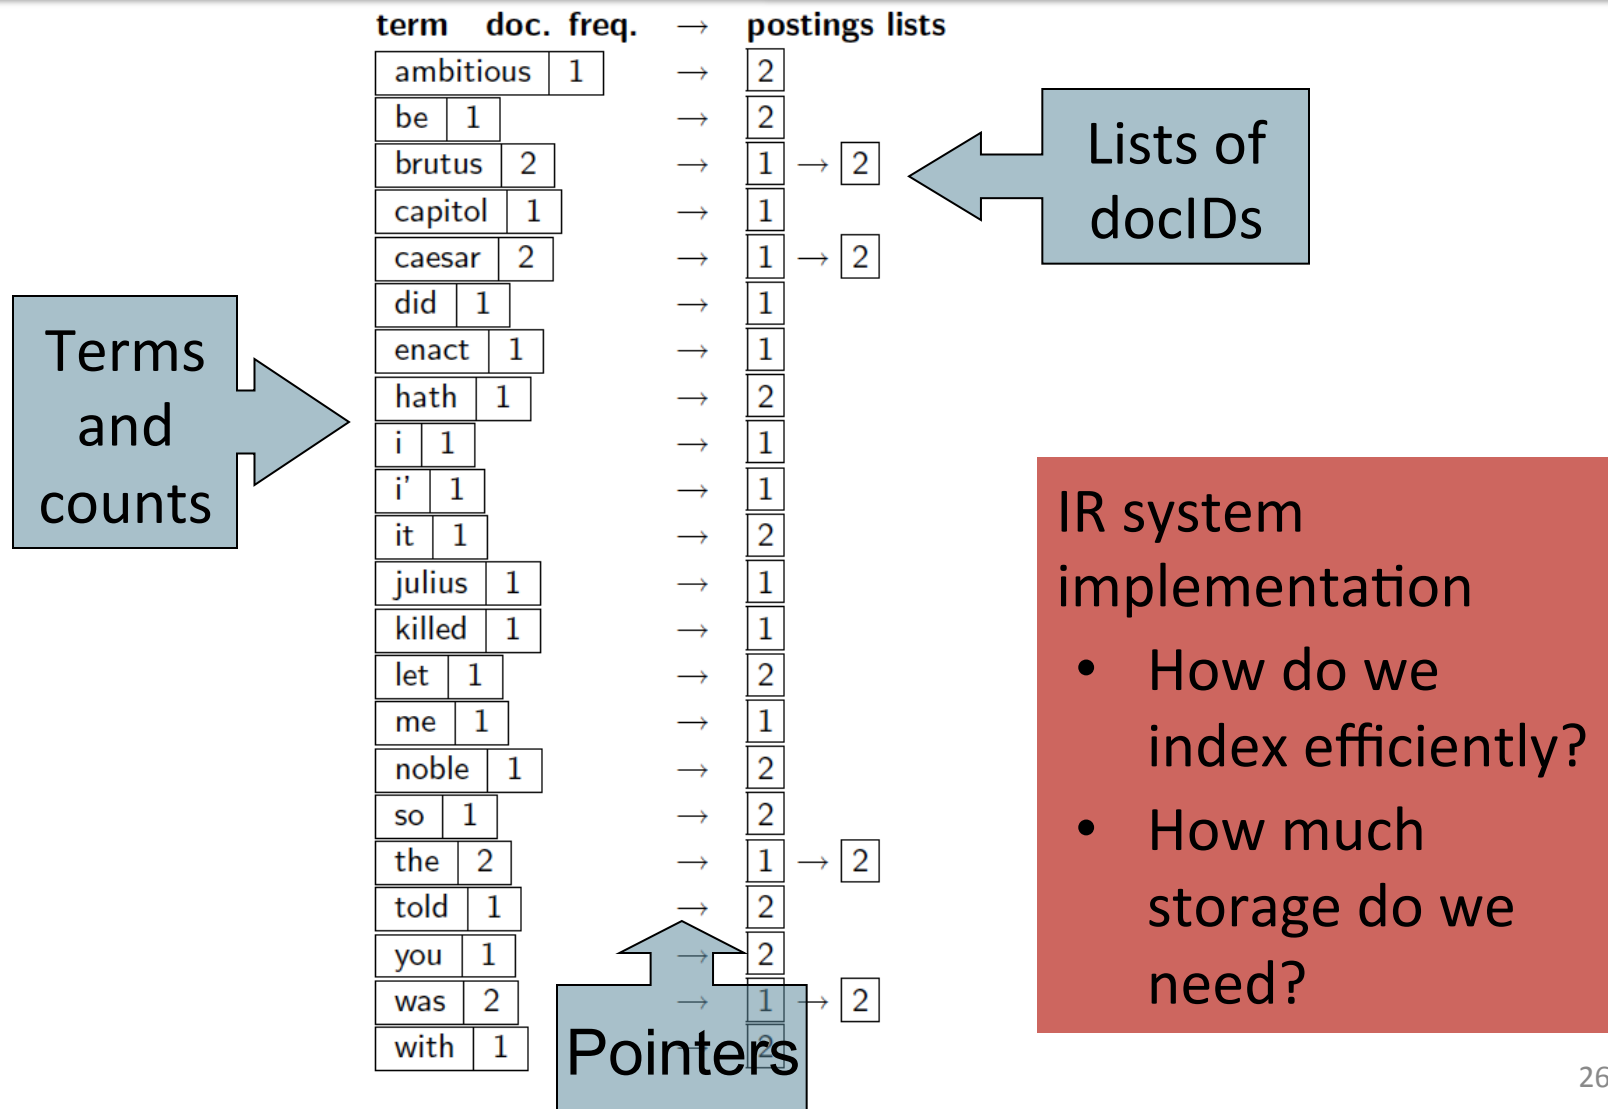 term doc. freq. → postings lists
ambitious 1 → 2
be 1 → 2
brutus 2 → 1 → 2
capitol 1 → 1
caesar 2 → 1 → 2
did 1 → 1
enact 1 → 1
hath 1 → 2
i 1 → 1
i' 1 → 1
it 1 → 2
julius 1 → 1
killed 1 → 1
let 1 → 2
me 1 → 1
noble 1 → 2
so 1 → 2
the 2 → 1 → 2
told 1 → 2
you 1 → 2
was 2 → 1 → 2
with 1 → 2
Lists of
docIDs
Terms
and
counts
Pointers
IR system
implementation
• How do we
index efficiently?
• How much
storage do we
need?
26